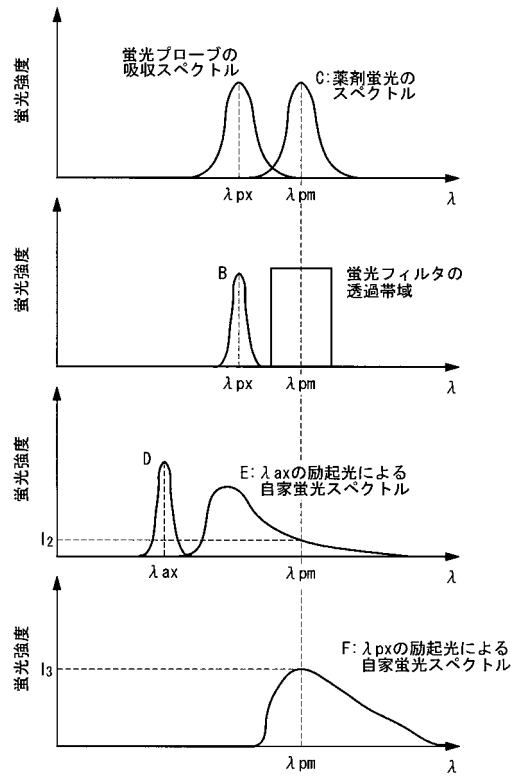 蛍光強度
蛍光プローブの
吸収スペクトル
C:薬剤蛍光の
スペクトル
λpx
λpm
λ
蛍光強度
B
蛍光フィルタの
透過帯域
λpx
λpm
λ
蛍光強度
D
E:λaxの励起光による
自家蛍光スペクトル
I2
λax
λpm
λ
蛍光強度
I3
F:λpxの励起光による
自家蛍光スペクトル
λpm
λ